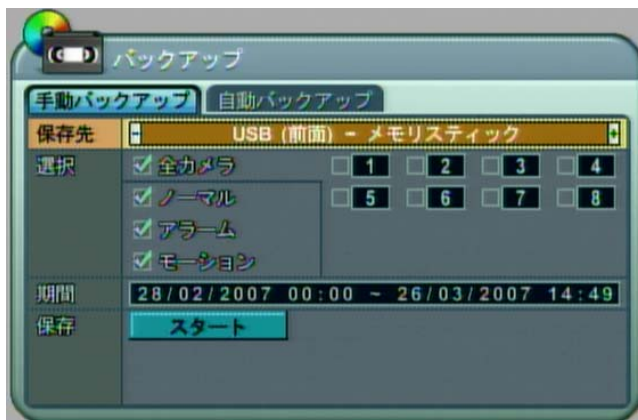 バックアップ
手動バックアップ 自動バックアップ
保存先 - USB (前面) - メモリスティック +
選択 全カメラ 1 2 3 4
ノーマル 5 6 7 8
アラーム
モーション
期間 28/02/2007 00:00 ~ 26/03/2007 14:49
保存 スタート